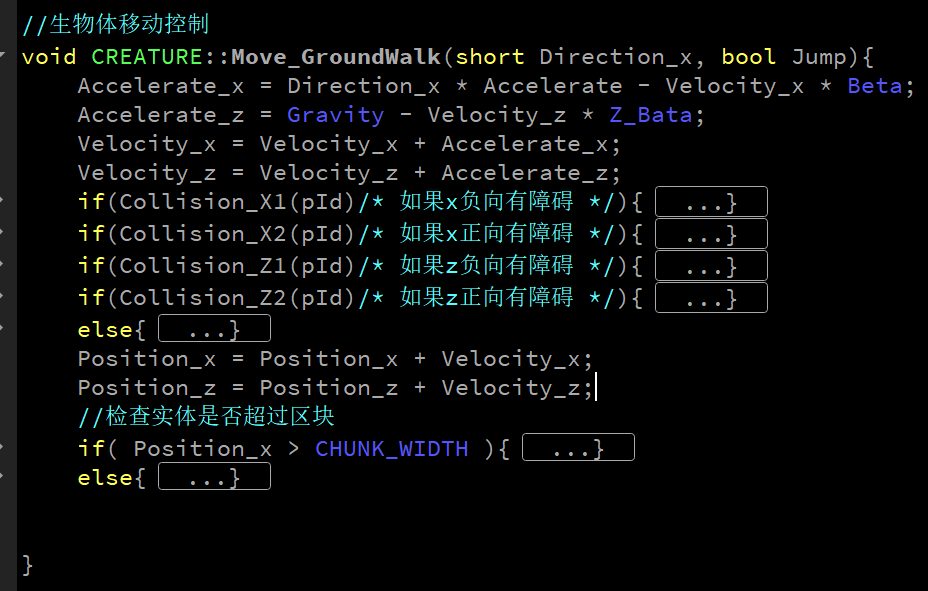 //生物体移动控制
void CREATURE::Move_GroundWalk(short Direction_x, bool Jump){
    Accelerate_x = Direction_x * Accelerate - Velocity_x * Beta;
    Accelerate_z = Gravity - Velocity_z * Z_Bata;
    Velocity_x = Velocity_x + Accelerate_x;
    Velocity_z = Velocity_z + Accelerate_z;
    if(Collision_X1(pId)/* 如果x负向有障碍 */){ ...}
    if(Collision_X2(pId)/* 如果x正向有障碍 */){ ...}
    if(Collision_Z1(pId)/* 如果z负向有障碍 */){ ...}
    if(Collision_Z2(pId)/* 如果z正向有障碍 */){ ...}
    else{ ...}
    Position_x = Position_x + Velocity_x;
    Position_z = Position_z + Velocity_z;
    //检查实体是否超过区块
    if( Position_x > CHUNK_WIDTH ){ ...}
    else{ ...}
}